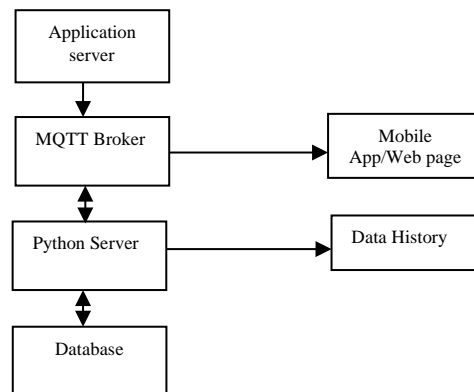 Application
server
MQTT Broker
Mobile
App/Web page
Python Server
Data History
Database